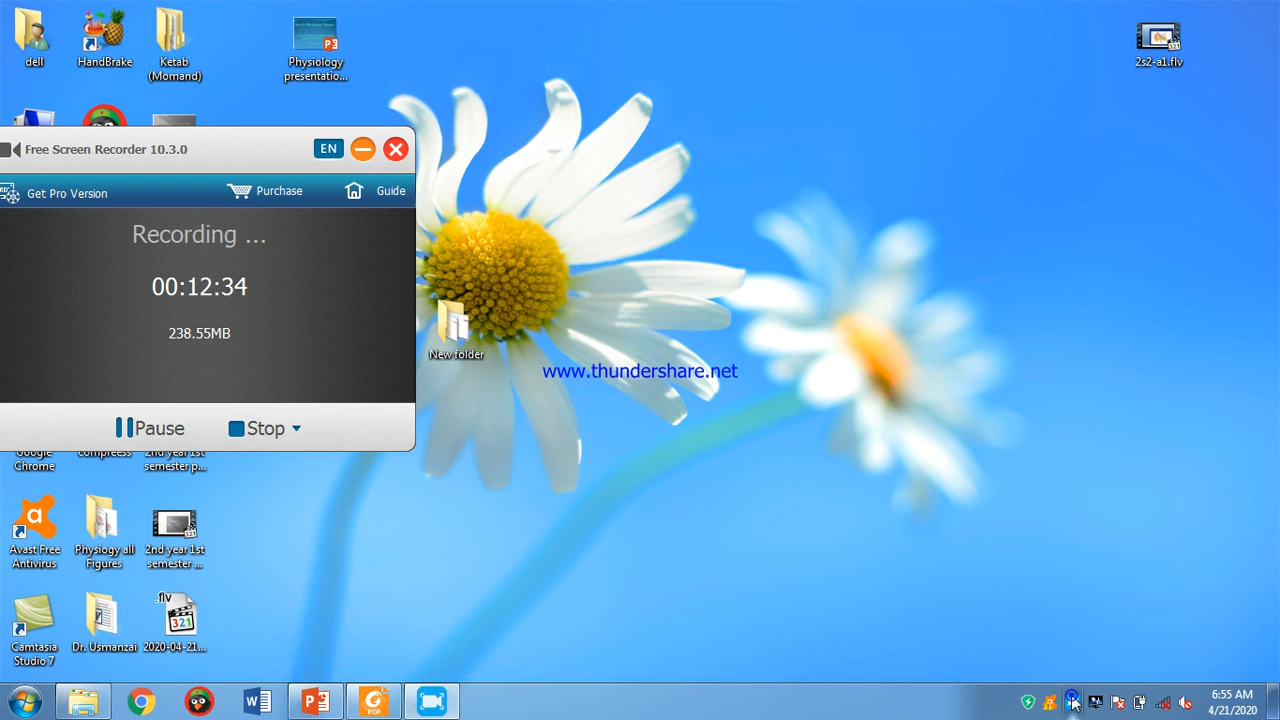 dell
HandBrake
Ketab
(Momand)
Physiology
presentatio...
2s2-a1.flv
Free Screen Recorder 10.3.0
EN
Get Pro Version
Purchase
Guide
Recording ...
00:12:34
238.55MB
Pause
Stop
New folder
www.thundershare.net
Google
Chrome
compreess
2nd year 1st
semester p...
Avast Free
Antivirus
Physiogy all
Figures
2nd year 1st
semester ...
Camtasia
Studio 7
Dr. Usmanzai
.flv
321
2020-04-21...
PDF
6:55 AM
4/21/2020